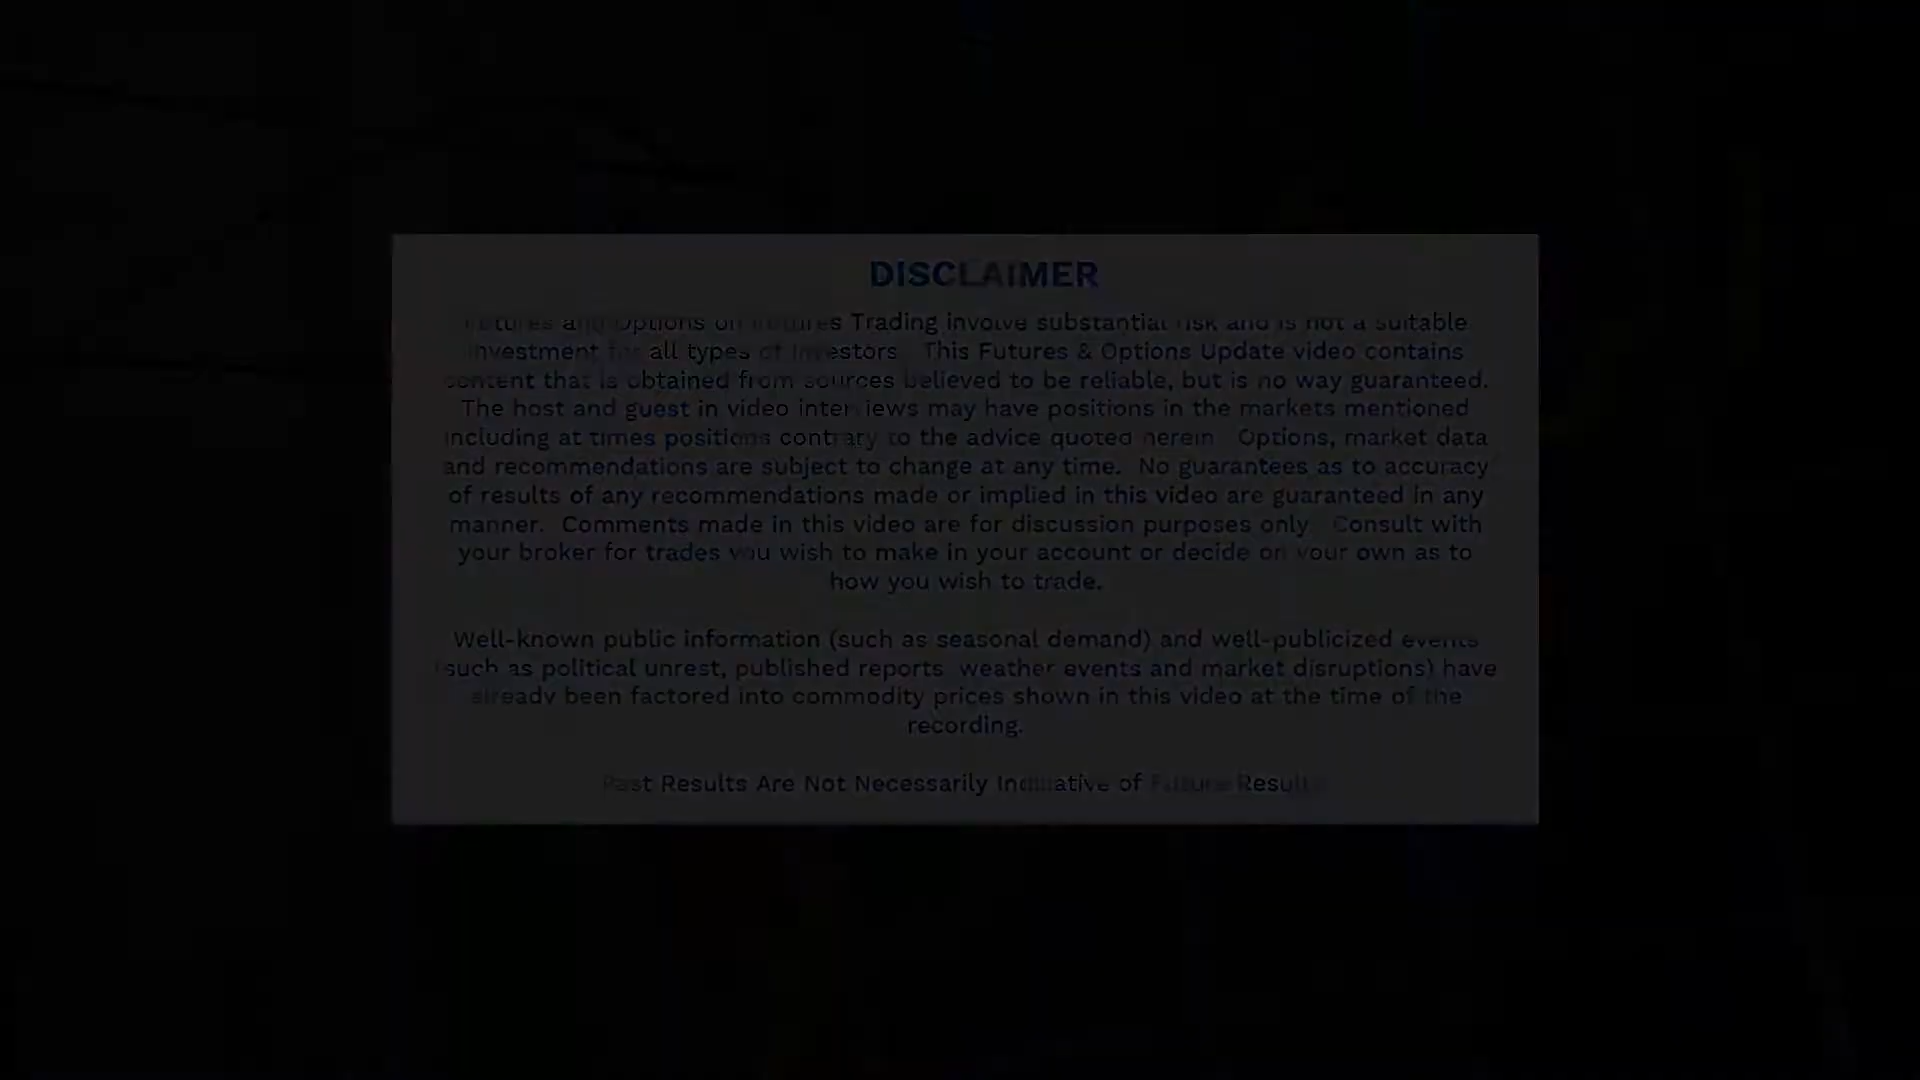 DISCLAIMER
Futures and Options on Futures Trading involve substantial risk and is not a suitable
investment for all types of investors. This Futures & Options Update video contains
content that is obtained from sources believed to be reliable, but is no way guaranteed.
The host and guest in video interviews may have positions in the markets mentioned
including at times positions contrary to the advice quoted herein. Options, market data
and recommendations are subject to change at any time. No guarantees as to accuracy
of results of any recommendations made or implied in this video are guaranteed in any
manner. Comments made in this video are for discussion purposes only. Consult with
your broker for trades you wish to make in your account or decide on your own as to
how you wish to trade.
Well-known public information (such as seasonal demand) and well-publicized events
(such as political unrest, published reports, weather events and market disruptions) have
already been factored into commodity prices shown in this video at the time of the
recording.
Past Results Are Not Necessarily Indicative of Future Results